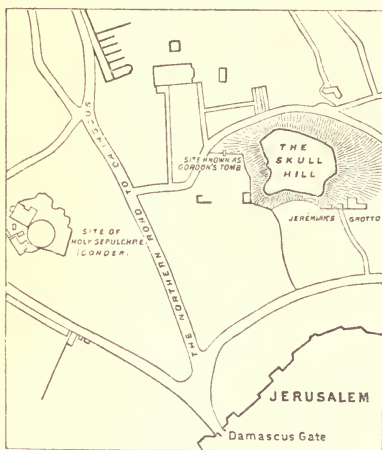 THE
SKULL
HILL
SITE KNOWN AS
GORDON'S TOMB
JEREMIAH'S GROTTO
SITE OF
HOLY SEPULCHRE
(CONDER)
THE NORTHERN ROAD TO DAMASCUS
JERUSALEM
Damascus Gate